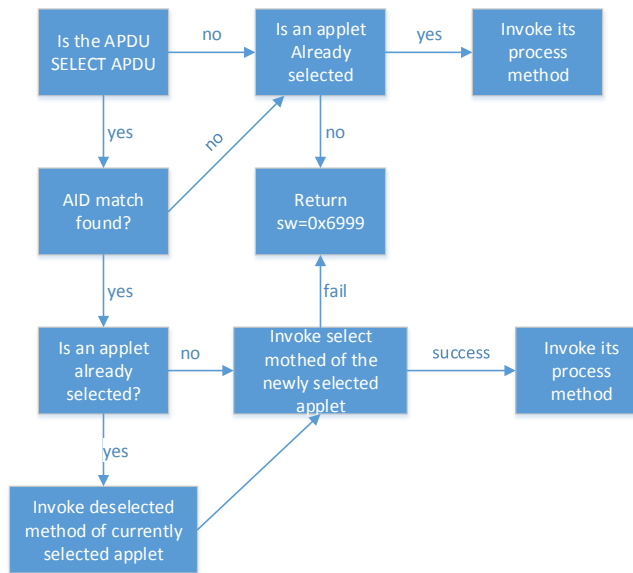 Is the APDU
SELECT APDU
no
Is an applet
Already
selected
yes
Invoke its
process
method
yes
no
no
AID match
found?
Return
sw=0x6999
yes
fail
Is an applet
already
selected?
no
Invoke select
mothed of the
newly selected
applet
success
Invoke its
process
method
yes
Invoke deselected
method of currently
selected applet